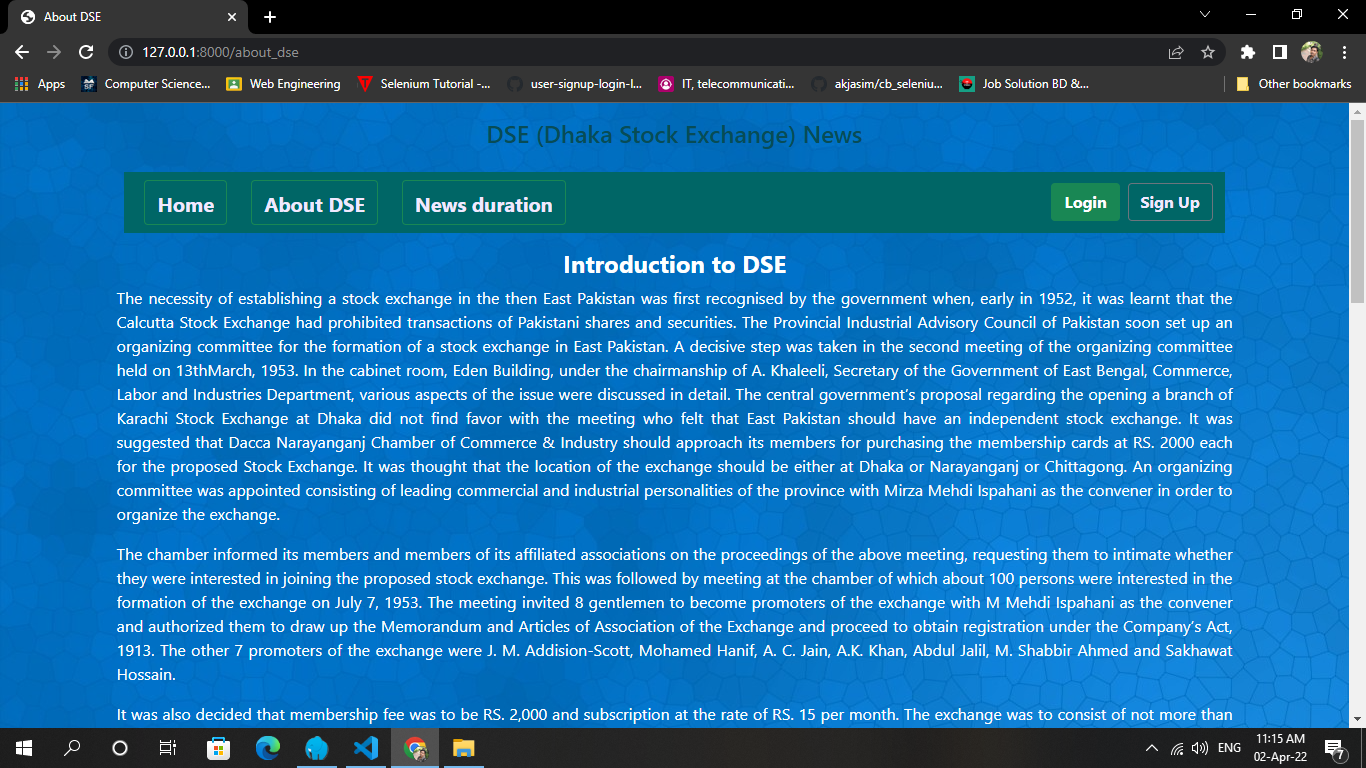 About DSE
127.0.0.1:8000/about_dse
Apps
Computer Science...
Web Engineering
Selenium Tutorial -...
user-signup-login-l...
IT, telecommunicati...
akjasim/cb_seleniu...
Job Solution BD &...
Other bookmarks
DSE (Dhaka Stock Exchange) News
Home
About DSE
News duration
Login
Sign Up
Introduction to DSE
The necessity of establishing a stock exchange in the then East Pakistan was first recognised by the government when, early in 1952, it was learnt that the
Calcutta Stock Exchange had prohibited transactions of Pakistani shares and securities. The Provincial Industrial Advisory Council of Pakistan soon set up an
organizing committee for the formation of a stock exchange in East Pakistan. A decisive step was taken in the second meeting of the organizing committee
held on 13thMarch, 1953. In the cabinet room, Eden Building, under the chairmanship of A. Khaleeli, Secretary of the Government of East Bengal, Commerce,
Labor and Industries Department, various aspects of the issue were discussed in detail. The central government’s proposal regarding the opening a branch of
Karachi Stock Exchange at Dhaka did not find favor with the meeting who felt that East Pakistan should have an independent stock exchange. It was
suggested that Dacca Narayanganj Chamber of Commerce & Industry should approach its members for purchasing the membership cards at RS. 2000 each
for the proposed Stock Exchange. It was thought that the location of the exchange should be either at Dhaka or Narayanganj or Chittagong. An organizing
committee was appointed consisting of leading commercial and industrial personalities of the province with Mirza Mehdi Ispahani as the convener in order to
organize the exchange.
The chamber informed its members and members of its affiliated associations on the proceedings of the above meeting, requesting them to intimate whether
they were interested in joining the proposed stock exchange. This was followed by meeting at the chamber of which about 100 persons were interested in the
formation of the exchange on July 7, 1953. The meeting invited 8 gentlemen to become promoters of the exchange with M Mehdi Ispahani as the convener
and authorized them to draw up the Memorandum and Articles of Association of the Exchange and proceed to obtain registration under the Company’s Act,
1913. The other 7 promoters of the exchange were J. M. Addision-Scott, Mohamed Hanif, A. C. Jain, A.K. Khan, Abdul Jalil, M. Shabbir Ahmed and Sakhawat
Hossain.
It was also decided that membership fee was to be RS. 2,000 and subscription at the rate of RS. 15 per month. The exchange was to consist of not more than
ENG
11:15 AM
02-Apr-22
7